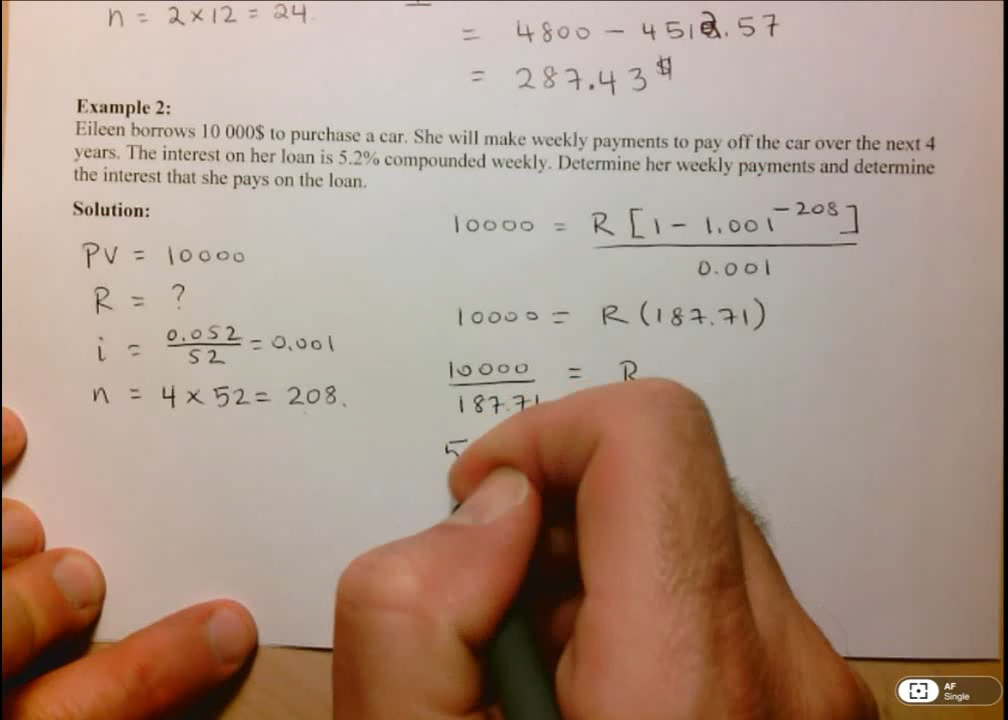 n = 2 x 12 = 24.
= 4800 - 4512.57
= 287.43 $
Example 2:
Eileen borrows 10 000$ to purchase a car. She will make weekly payments to pay off the car over the next 4
years. The interest on her loan is 5.2% compounded weekly. Determine her weekly payments and determine
the interest that she pays on the loan.
Solution:
PV = 10000
R = ?
i = 0.052/52 = 0.001
n = 4 x 52 = 208.
10000 = R [1 - 1.001^-208]
0.001
10000 = R (187.71)
10000 = R
187.71
5
AF
Single